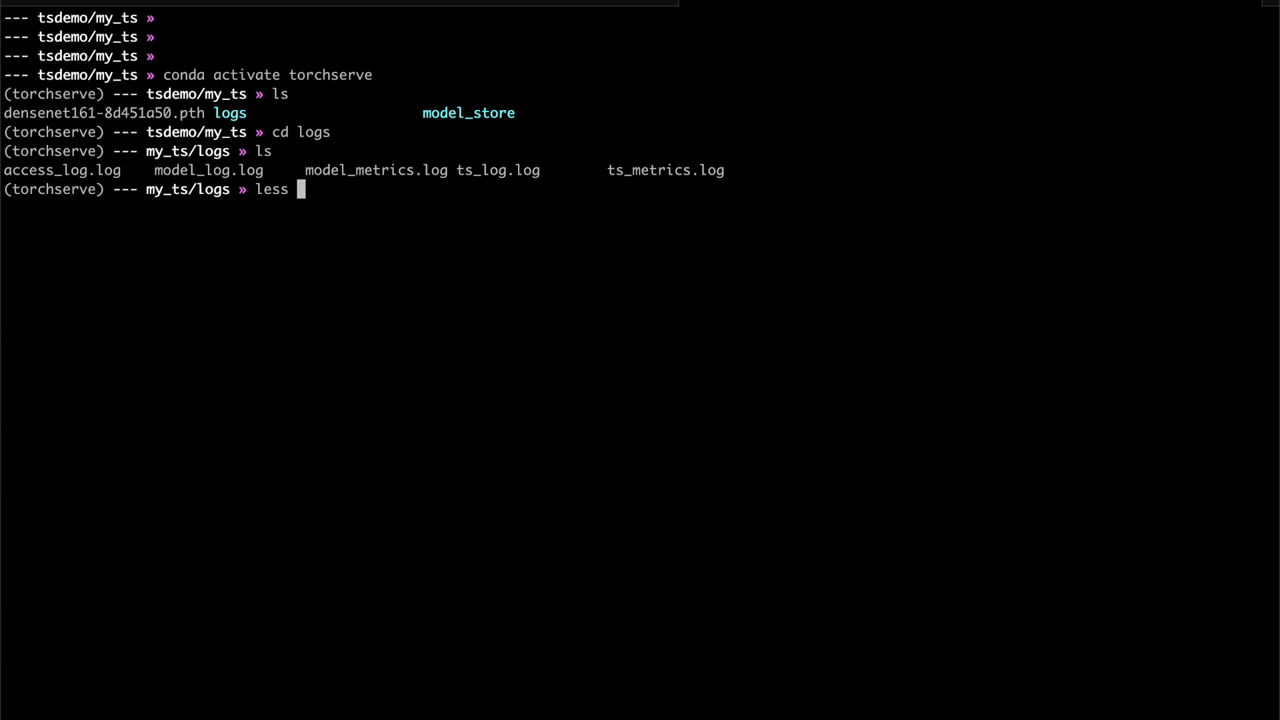 --- tsdemo/my_ts »
--- tsdemo/my_ts »
--- tsdemo/my_ts »
--- tsdemo/my_ts » conda activate torchserve
(torchserve) --- tsdemo/my_ts » ls
densenet161-8d451a50.pth logs model_store
(torchserve) --- tsdemo/my_ts » cd logs
(torchserve) --- my_ts/logs » ls
access_log.log model_log.log model_metrics.log ts_log.log ts_metrics.log
(torchserve) --- my_ts/logs » less